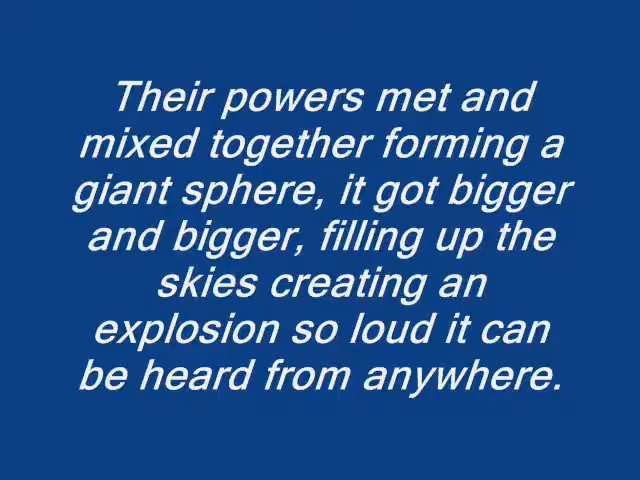 Their powers met and
mixed together forming a
giant sphere, it got bigger
and bigger, filling up the
skies creating an
explosion so loud it can
be heard from anywhere.